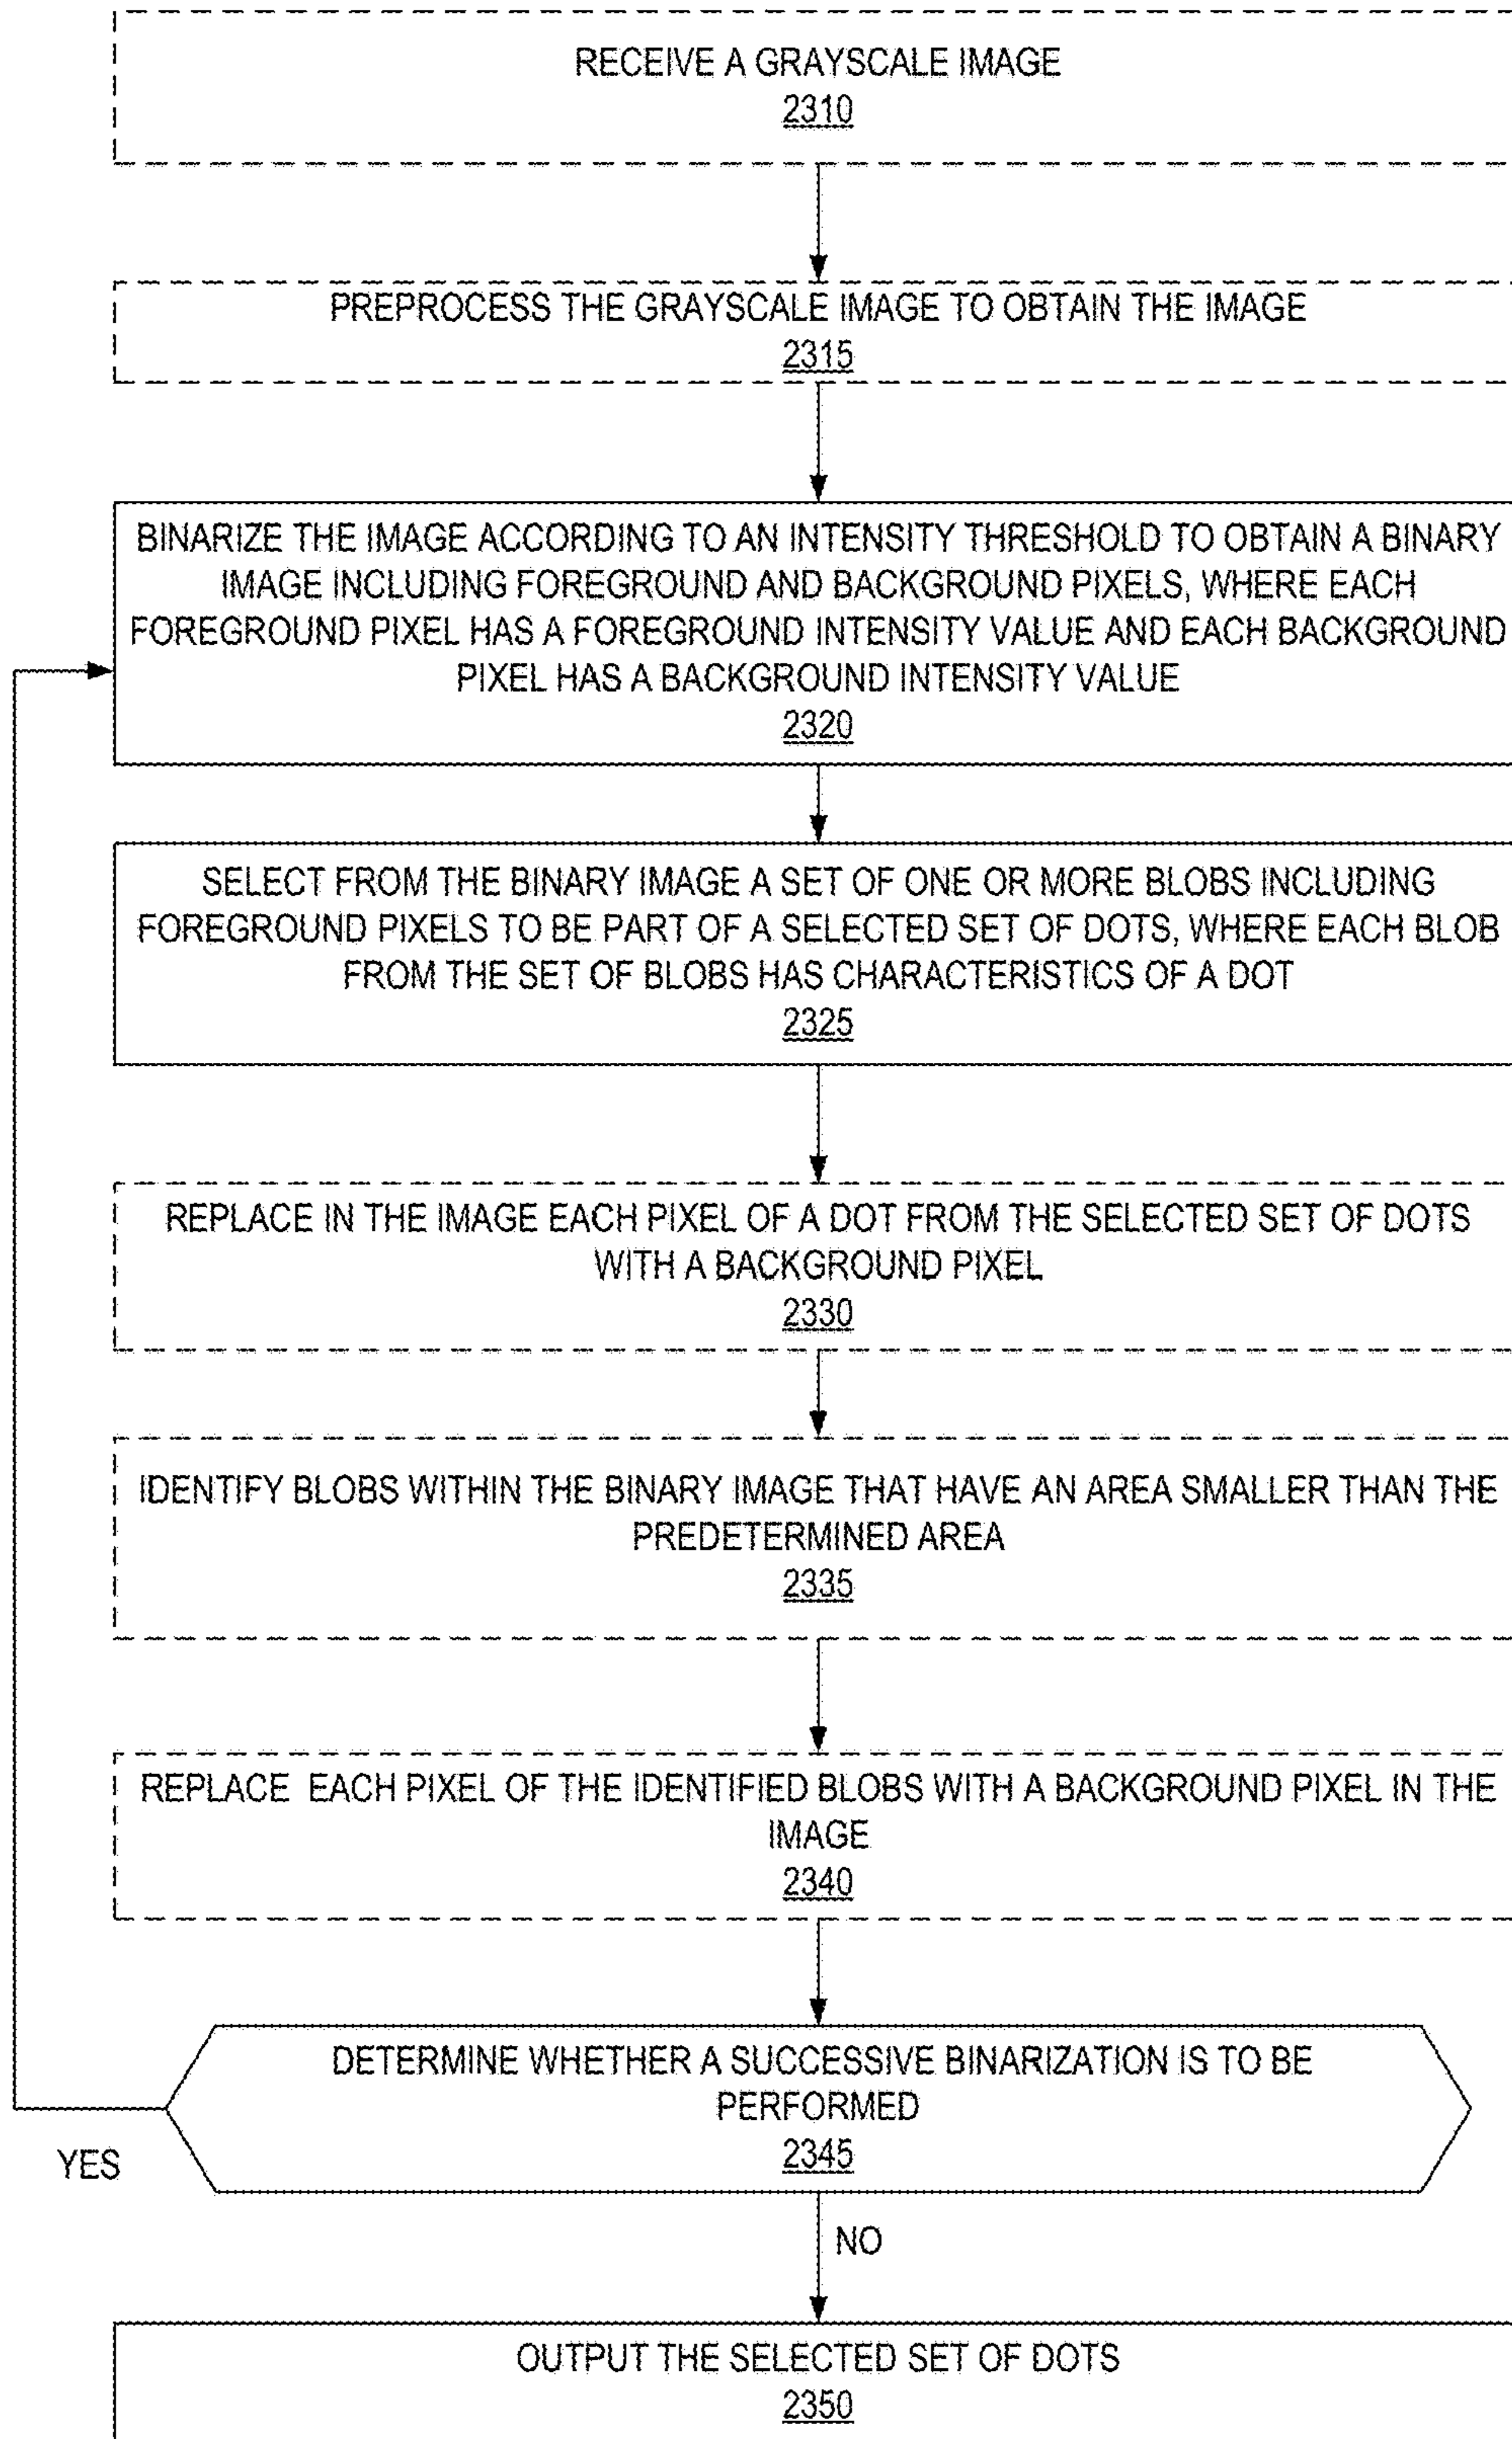 RECEIVE A GRAYSCALE IMAGE
2310
PREPROCESS THE GRAYSCALE IMAGE TO OBTAIN THE IMAGE
2315
BINARIZE THE IMAGE ACCORDING TO AN INTENSITY THRESHOLD TO OBTAIN A BINARY
IMAGE INCLUDING FOREGROUND AND BACKGROUND PIXELS, WHERE EACH
FOREGROUND PIXEL HAS A FOREGROUND INTENSITY VALUE AND EACH BACKGROUND
PIXEL HAS A BACKGROUND INTENSITY VALUE
2320
SELECT FROM THE BINARY IMAGE A SET OF ONE OR MORE BLOBS INCLUDING
FOREGROUND PIXELS TO BE PART OF A SELECTED SET OF DOTS, WHERE EACH BLOB
FROM THE SET OF BLOBS HAS CHARACTERISTICS OF A DOT
2325
REPLACE IN THE IMAGE EACH PIXEL OF A DOT FROM THE SELECTED SET OF DOTS
WITH A BACKGROUND PIXEL
2330
IDENTIFY BLOBS WITHIN THE BINARY IMAGE THAT HAVE AN AREA SMALLER THAN THE
PREDETERMINED AREA
2335
REPLACE EACH PIXEL OF THE IDENTIFIED BLOBS WITH A BACKGROUND PIXEL IN THE
IMAGE
2340
DETERMINE WHETHER A SUCCESSIVE BINARIZATION IS TO BE
PERFORMED
2345
YES
NO
OUTPUT THE SELECTED SET OF DOTS
2350